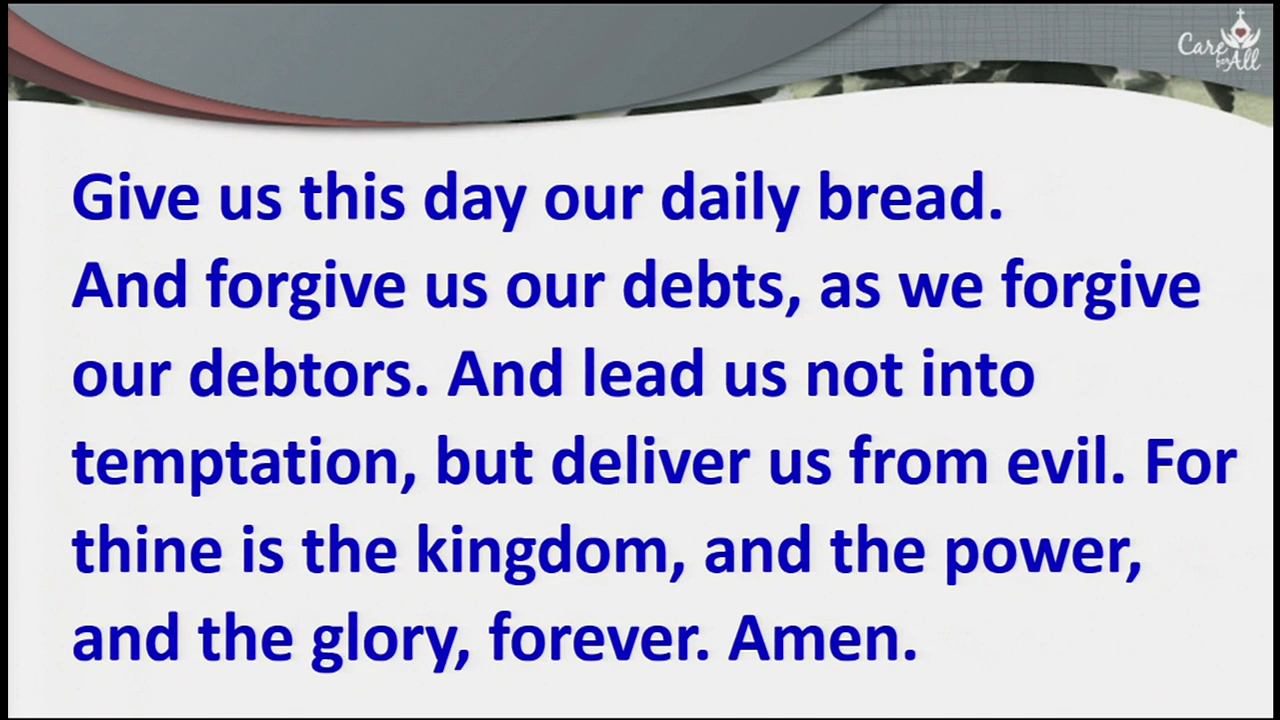 Care
for All
Give us this day our daily bread.
And forgive us our debts, as we forgive
our debtors. And lead us not into
temptation, but deliver us from evil. For
thine is the kingdom, and the power,
and the glory, forever. Amen.